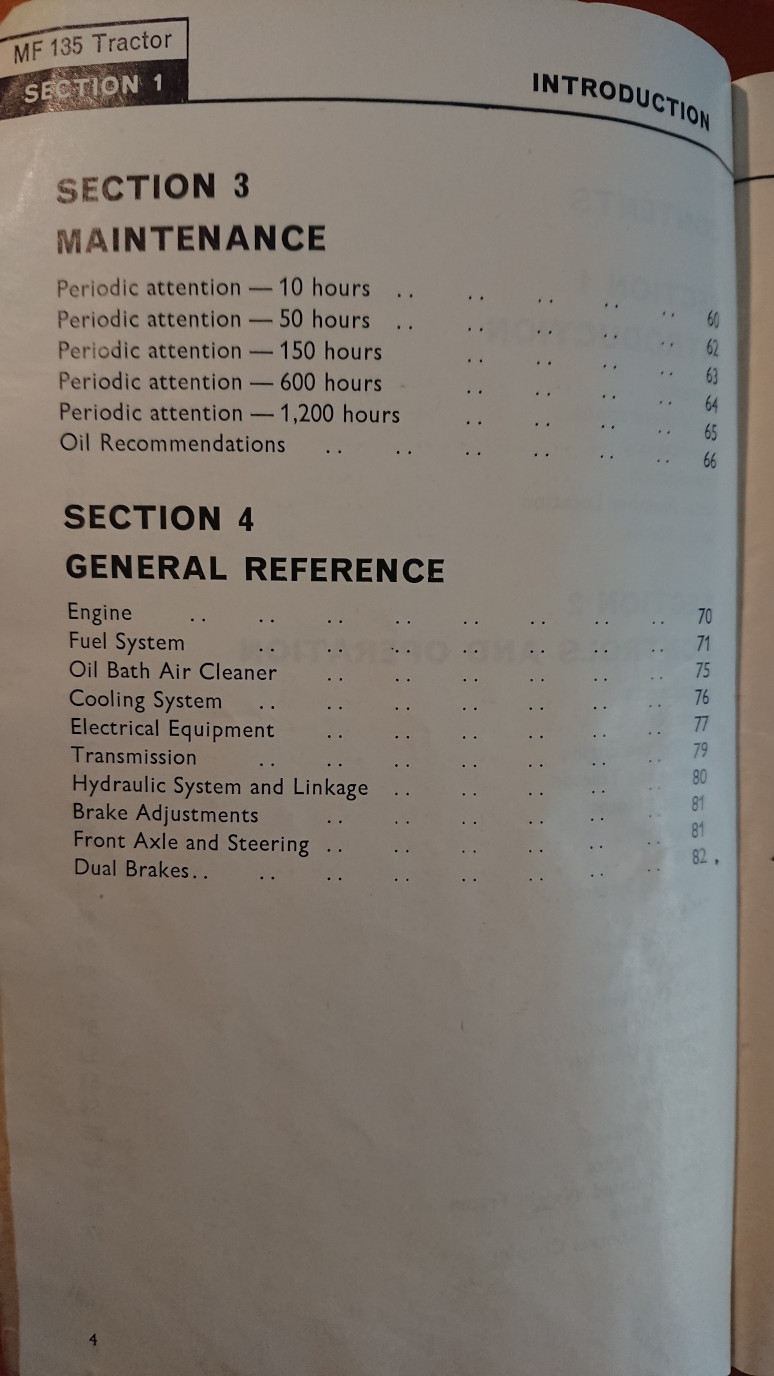 MF 135 Tractor
SECTION 1
INTRODUCTION
SECTION 3
MAINTENANCE
Periodic attention — 10 hours .. .. .. .. .. 60
Periodic attention — 50 hours .. .. .. .. .. 62
Periodic attention — 150 hours .. .. .. .. 63
Periodic attention — 600 hours .. .. .. .. 64
Periodic attention — 1,200 hours .. .. .. .. 65
Oil Recommendations .. .. .. .. .. .. 66
SECTION 4
GENERAL REFERENCE
Engine .. .. .. .. .. .. .. .. 70
Fuel System .. .. .. .. .. .. .. 71
Oil Bath Air Cleaner .. .. .. .. .. .. 75
Cooling System .. .. .. .. .. .. .. 76
Electrical Equipment .. .. .. .. .. .. 77
Transmission .. .. .. .. .. .. .. 79
Hydraulic System and Linkage .. .. .. .. .. 80
Brake Adjustments .. .. .. .. .. .. 81
Front Axle and Steering .. .. .. .. .. .. 81
Dual Brakes.. .. .. .. .. .. .. .. 82
4